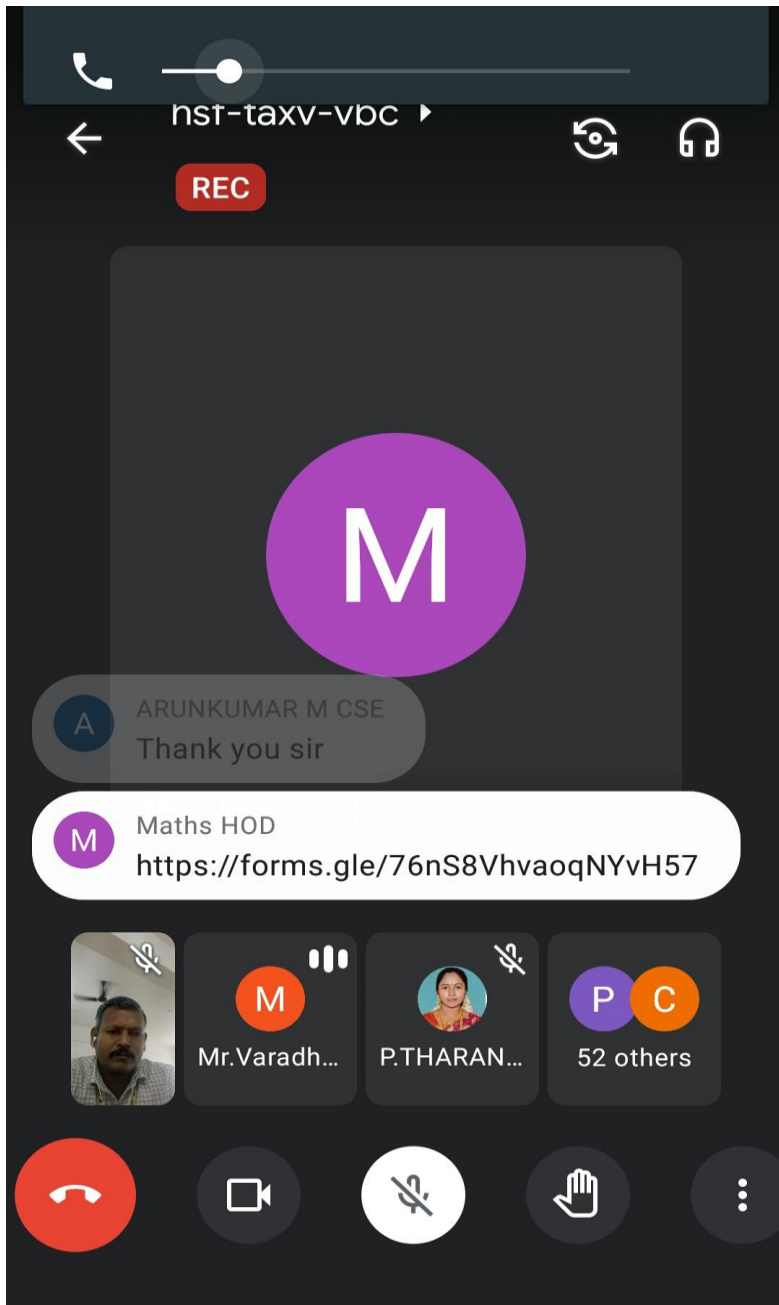 hsf-taxv-vbc
REC
M
A
ARUNKUMAR M CSE
Thank you sir
M
Maths HOD
https://forms.gle/76nS8VhvaoqNYvH57
M
Mr.Varadh...
P.THARAN...
P
C
52 others